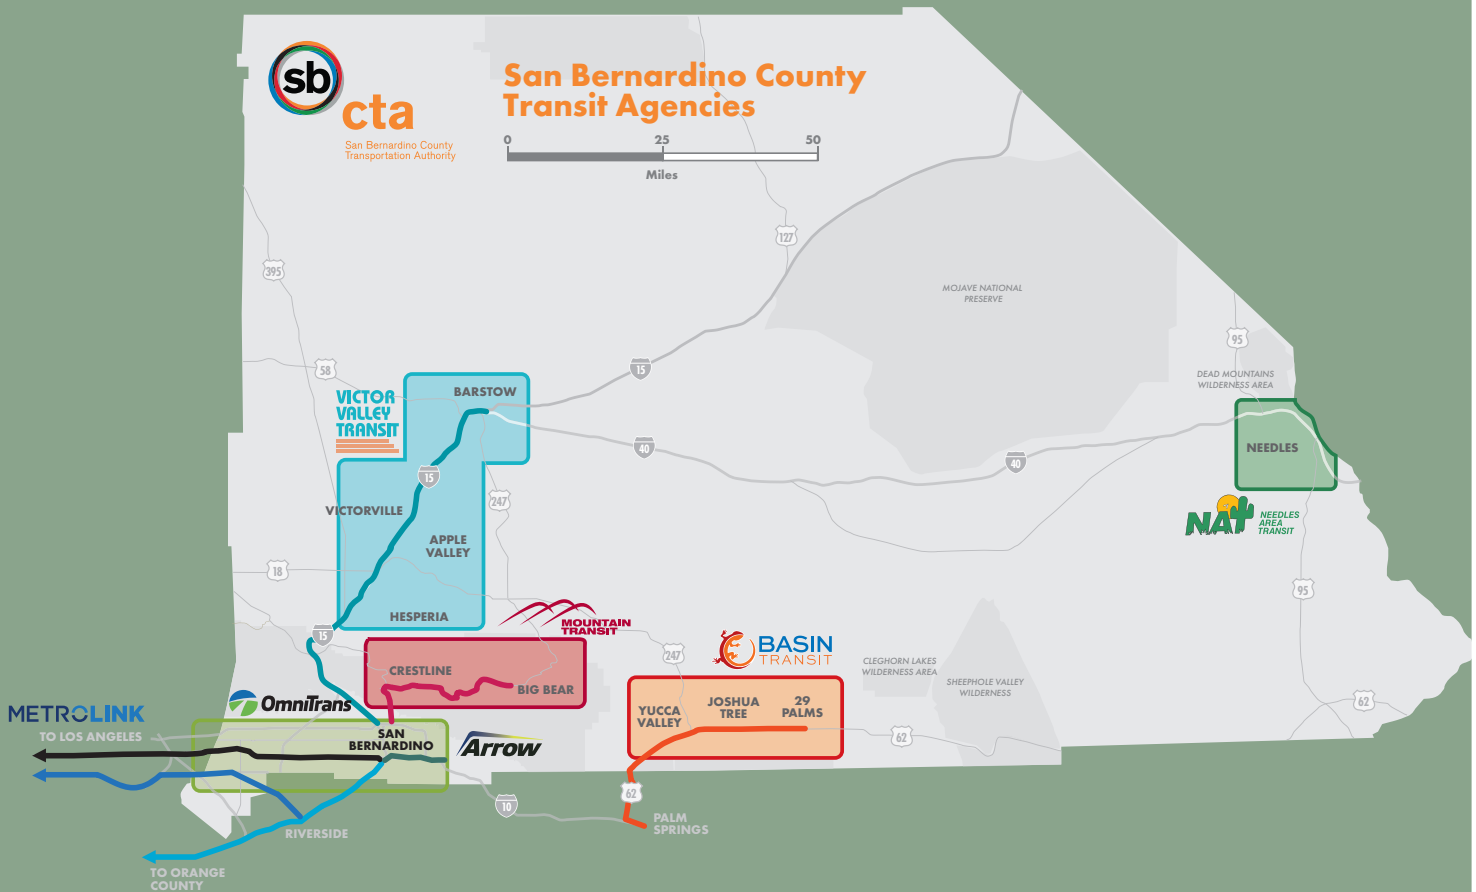 sb
cta
San Bernardino County
Transportation Authority
San Bernardino County
Transit Agencies
0 25 50
Miles
127
395
MOJAVE NATIONAL
PRESERVE
95
58
15
DEAD MOUNTAINS
WILDERNESS AREA
VICTOR
VALLEY
TRANSIT
BARSTOW
40
40
NEEDLES
15
247
VICTORVILLE
NAT
NEEDLES
AREA
TRANSIT
APPLE
VALLEY
18
95
HESPERIA
MOUNTAIN
TRANSIT
15
BASIN
TRANSIT
247
CLEGHORN LAKES
WILDERNESS AREA
CRESTLINE
SHEEPHOLE VALLEY
WILDERNESS
BIG BEAR
OmniTrans
JOSHUA
TREE
29
PALMS
YUCCA
VALLEY
62
METROLINK
TO LOS ANGELES
SAN
BERNARDINO
Arrow
62
62
10
PALM
SPRINGS
RIVERSIDE
TO ORANGE
COUNTY